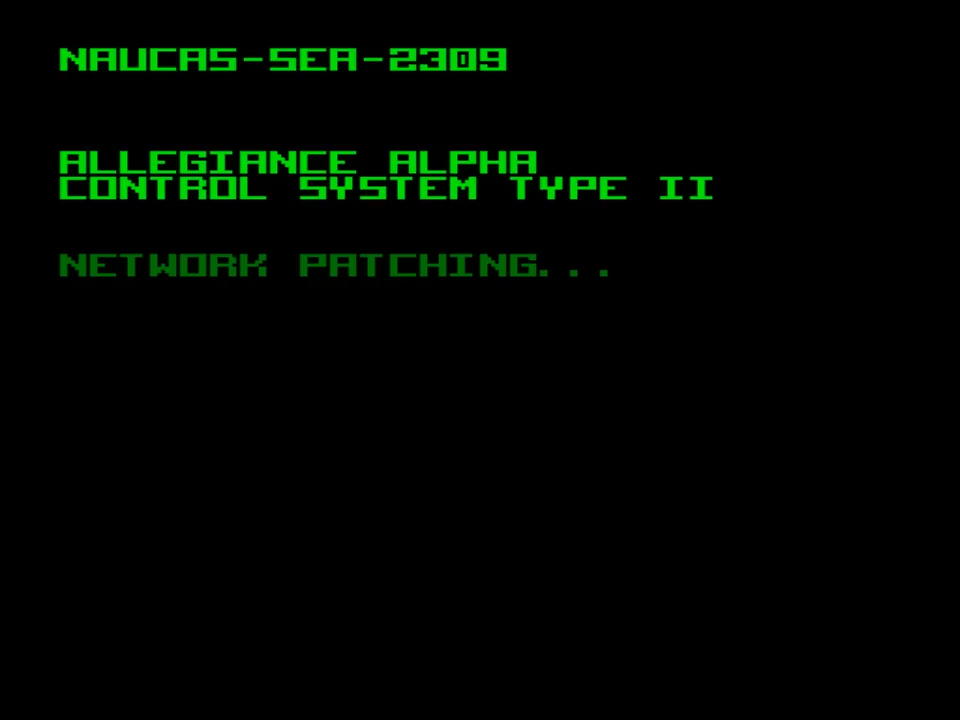 NAUCAS-SEA-2309
ALLEGIANCE ALPHA
CONTROL SYSTEM TYPE II
NETWORK PATCHING...